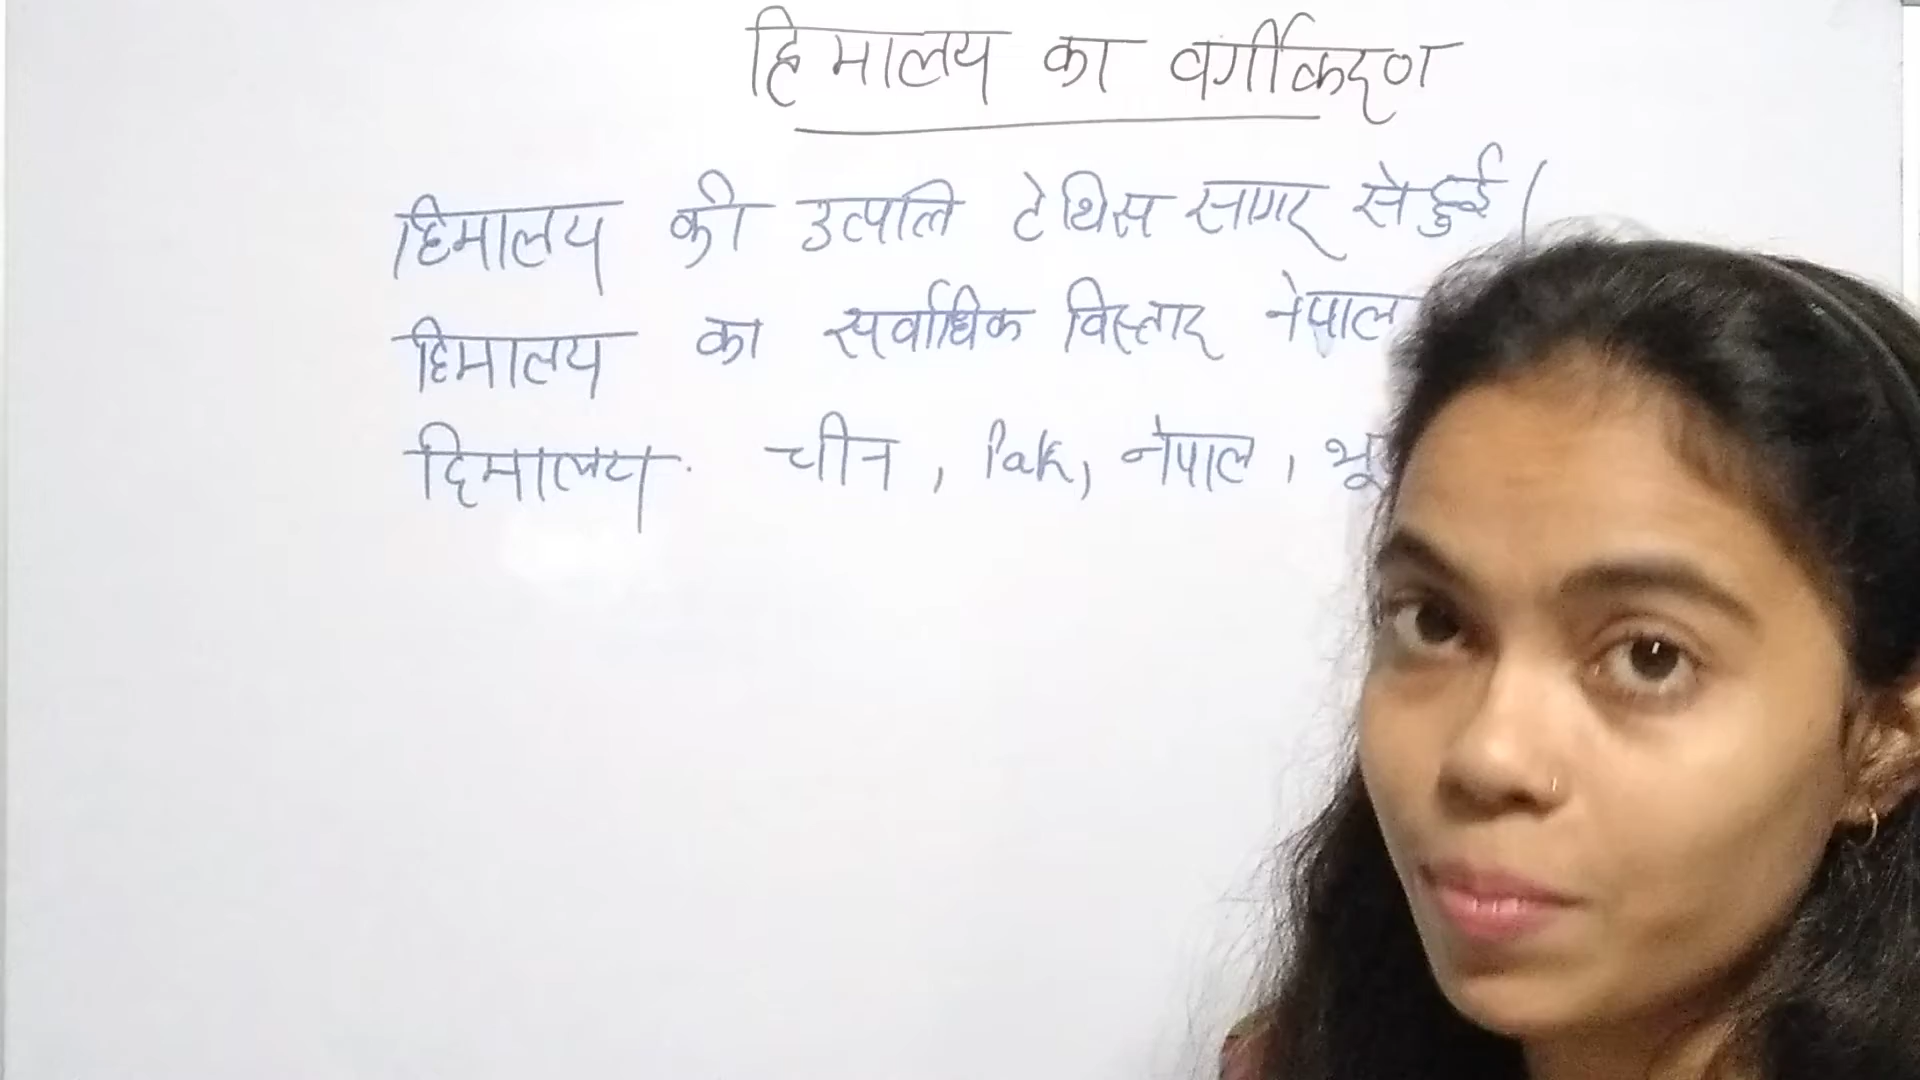 हिमालय का वर्गीकरण
हिमालय की उत्पति टेथिस सागर से हुई।
हिमालय का सर्वाधिक विस्तार नेपाल
हिमालय. चीन, Pak, नेपाल,